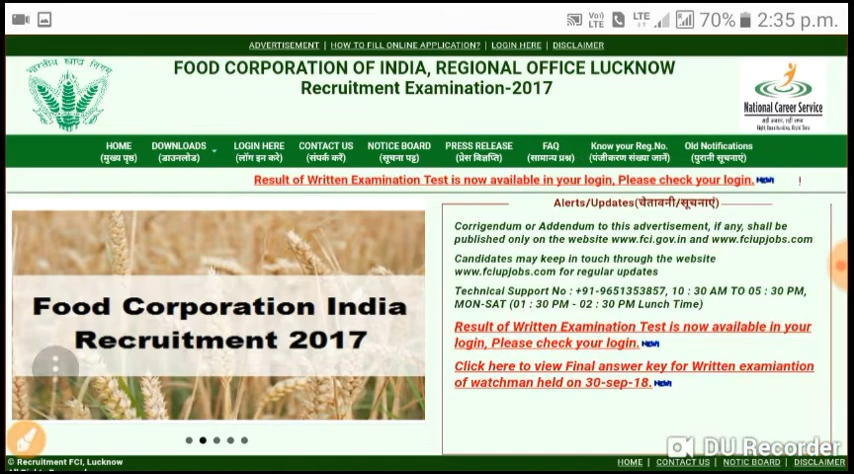 Vo)) LTE LTE 70% 2:35 p.m.
ADVERTISEMENT | HOW TO FILL ONLINE APPLICATION? | LOGIN HERE | DISCLAIMER
भारतीय खाद्य निगम
FOOD CORPORATION OF INDIA, REGIONAL OFFICE LUCKNOW
Recruitment Examination-2017
National Career Service
HOME DOWNLOADS LOGIN HERE CONTACT US NOTICE BOARD PRESS RELEASE FAQ Know your Reg.No. Old Notifications
(मुख्य पृष्ठ) (डाउनलोड) (लॉग इन करे) (संपर्क करें) (सूचना पट्ट) (प्रेस विज्ञप्ति) (सामान्य प्रश्न) (पंजीकरण संख्या जानें) (पुरानी सूचनाएं)
Result of Written Examination Test is now available in your login, Please check your login. NEW!
Alerts/Updates(चेतावनी/सूचनाएं)
Corrigendum or Addendum to this advertisement, if any, shall be
published only on the website www.fci.gov.in and www.fciupjobs.com
Candidates may keep in touch through the website
www.fciupjobs.com for regular updates
Technical Support No : +91-9651353857, 10 : 30 AM TO 05 : 30 PM,
MON-SAT (01 : 30 PM - 02 : 30 PM Lunch Time)
Result of Written Examination Test is now available in your
login, Please check your login. NEW!
Click here to view Final answer key for Written examiantion
of watchman held on 30-sep-18. NEW!
Food Corporation India
Recruitment 2017
DU Recorder
© Recruitment FCI, Lucknow
HOME | CONTACT US | NOTIC BOARD | DISCLAIMER